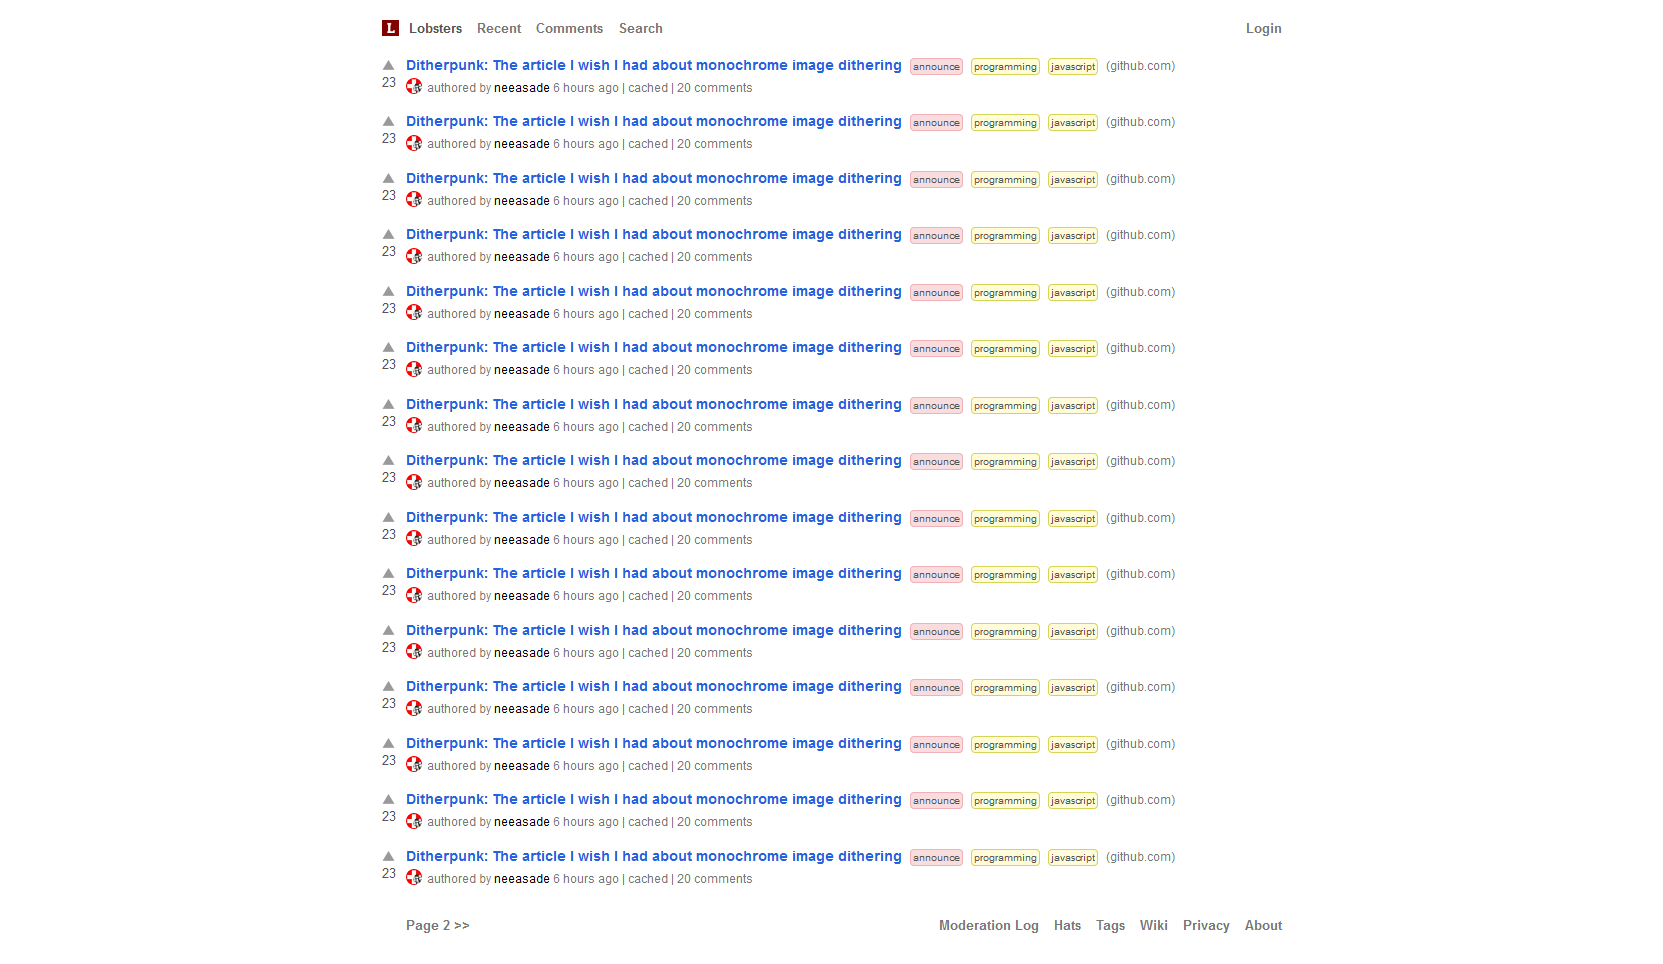 L Lobsters Recent Comments Search Login
Ditherpunk: The article I wish I had about monochrome image dithering announce programming javascript (github.com)
23 authored by neeasade 6 hours ago | cached | 20 comments
Ditherpunk: The article I wish I had about monochrome image dithering announce programming javascript (github.com)
23 authored by neeasade 6 hours ago | cached | 20 comments
Ditherpunk: The article I wish I had about monochrome image dithering announce programming javascript (github.com)
23 authored by neeasade 6 hours ago | cached | 20 comments
Ditherpunk: The article I wish I had about monochrome image dithering announce programming javascript (github.com)
23 authored by neeasade 6 hours ago | cached | 20 comments
Ditherpunk: The article I wish I had about monochrome image dithering announce programming javascript (github.com)
23 authored by neeasade 6 hours ago | cached | 20 comments
Ditherpunk: The article I wish I had about monochrome image dithering announce programming javascript (github.com)
23 authored by neeasade 6 hours ago | cached | 20 comments
Ditherpunk: The article I wish I had about monochrome image dithering announce programming javascript (github.com)
23 authored by neeasade 6 hours ago | cached | 20 comments
Ditherpunk: The article I wish I had about monochrome image dithering announce programming javascript (github.com)
23 authored by neeasade 6 hours ago | cached | 20 comments
Ditherpunk: The article I wish I had about monochrome image dithering announce programming javascript (github.com)
23 authored by neeasade 6 hours ago | cached | 20 comments
Ditherpunk: The article I wish I had about monochrome image dithering announce programming javascript (github.com)
23 authored by neeasade 6 hours ago | cached | 20 comments
Ditherpunk: The article I wish I had about monochrome image dithering announce programming javascript (github.com)
23 authored by neeasade 6 hours ago | cached | 20 comments
Ditherpunk: The article I wish I had about monochrome image dithering announce programming javascript (github.com)
23 authored by neeasade 6 hours ago | cached | 20 comments
Ditherpunk: The article I wish I had about monochrome image dithering announce programming javascript (github.com)
23 authored by neeasade 6 hours ago | cached | 20 comments
Ditherpunk: The article I wish I had about monochrome image dithering announce programming javascript (github.com)
23 authored by neeasade 6 hours ago | cached | 20 comments
Ditherpunk: The article I wish I had about monochrome image dithering announce programming javascript (github.com)
23 authored by neeasade 6 hours ago | cached | 20 comments
Page 2 >> Moderation Log Hats Tags Wiki Privacy About